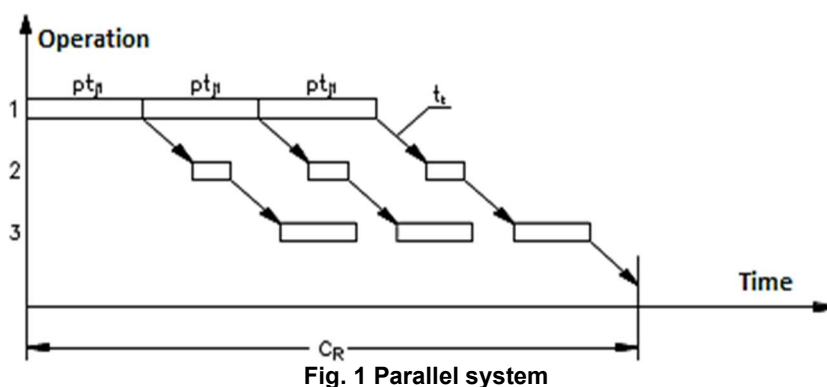 Operation
pt_j1 pt_j1 pt_j1
t_t
1
2
3
Time
C_R
Fig. 1 Parallel system